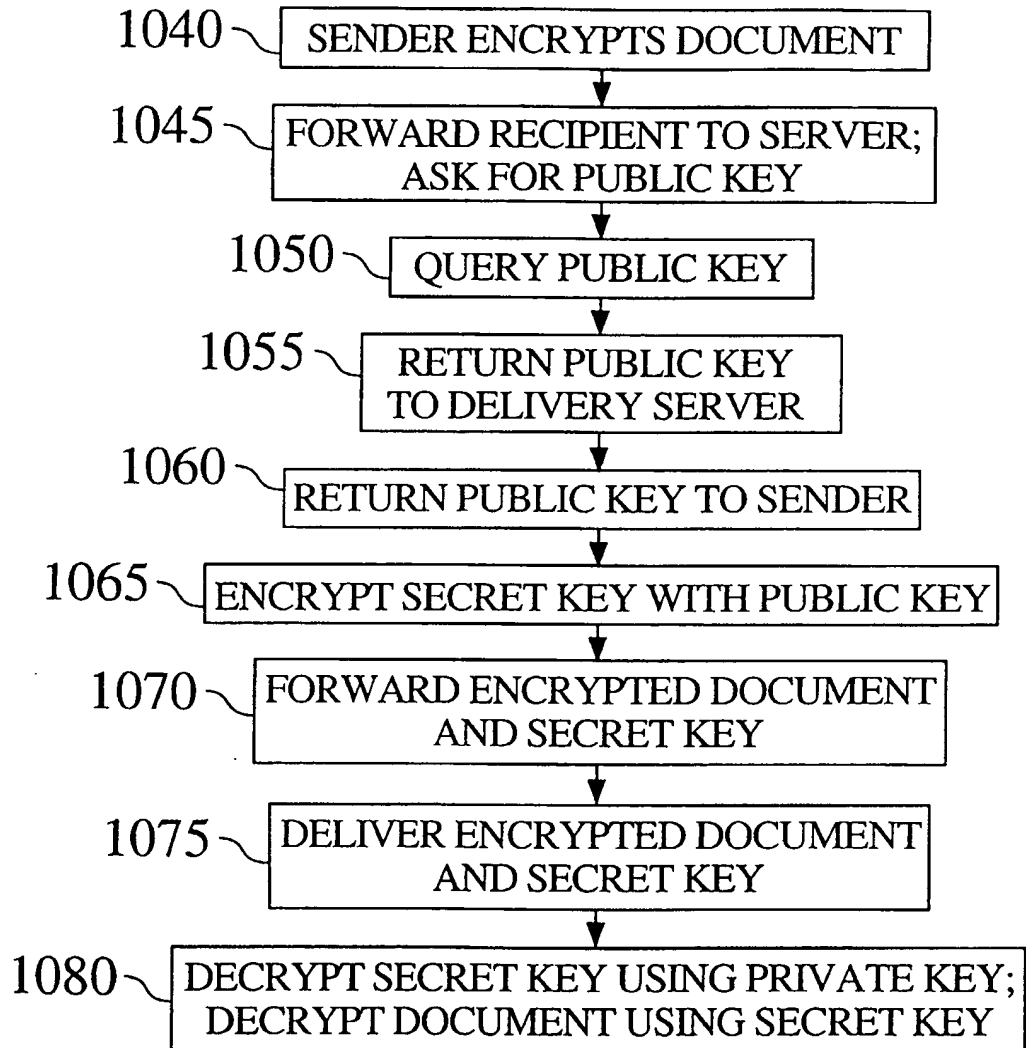 1040 SENDER ENCRYPTS DOCUMENT
1045 FORWARD RECIPIENT TO SERVER;
ASK FOR PUBLIC KEY
1050 QUERY PUBLIC KEY
1055 RETURN PUBLIC KEY
TO DELIVERY SERVER
1060 RETURN PUBLIC KEY TO SENDER
1065 ENCRYPT SECRET KEY WITH PUBLIC KEY
1070 FORWARD ENCRYPTED DOCUMENT
AND SECRET KEY
1075 DELIVER ENCRYPTED DOCUMENT
AND SECRET KEY
1080 DECRYPT SECRET KEY USING PRIVATE KEY;
DECRYPT DOCUMENT USING SECRET KEY